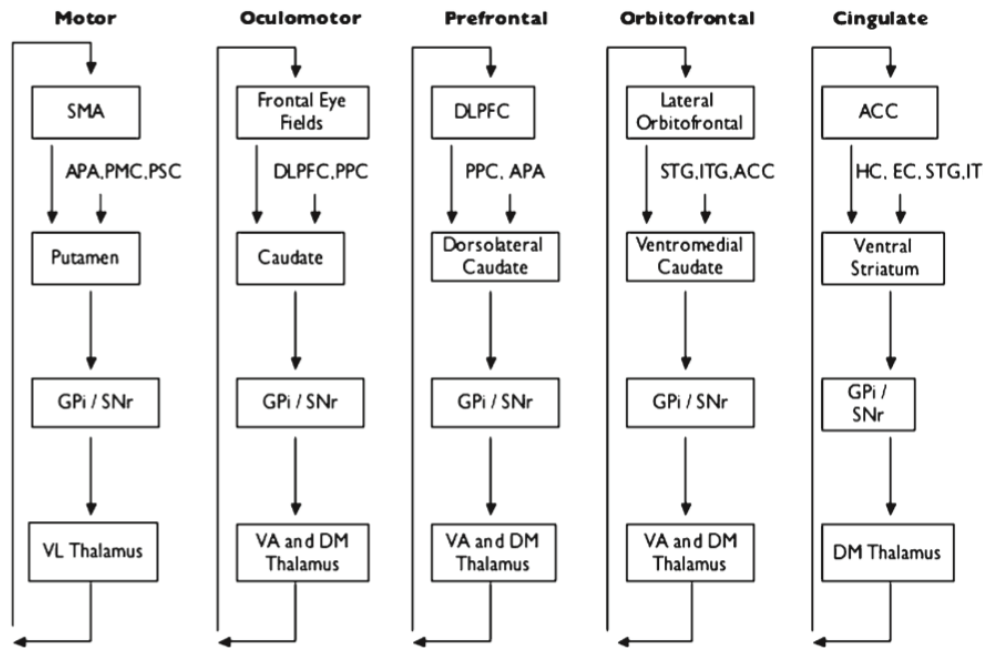 Motor
SMA
APA,PMC,PSC
Putamen
GPi / SNr
VL Thalamus
Oculomotor
Frontal Eye
Fields
DLPFC,PPC
Caudate
GPi / SNr
VA and DM
Thalamus
Prefrontal
DLPFC
PPC, APA
Dorsolateral
Caudate
GPi / SNr
VA and DM
Thalamus
Orbitofrontal
Lateral
Orbitofrontal
STG,ITG,ACC
Ventromedial
Caudate
GPi / SNr
VA and DM
Thalamus
Cingulate
ACC
HC, EC, STG,IT
Ventral
Striatum
GPi /
SNr
DM Thalamus